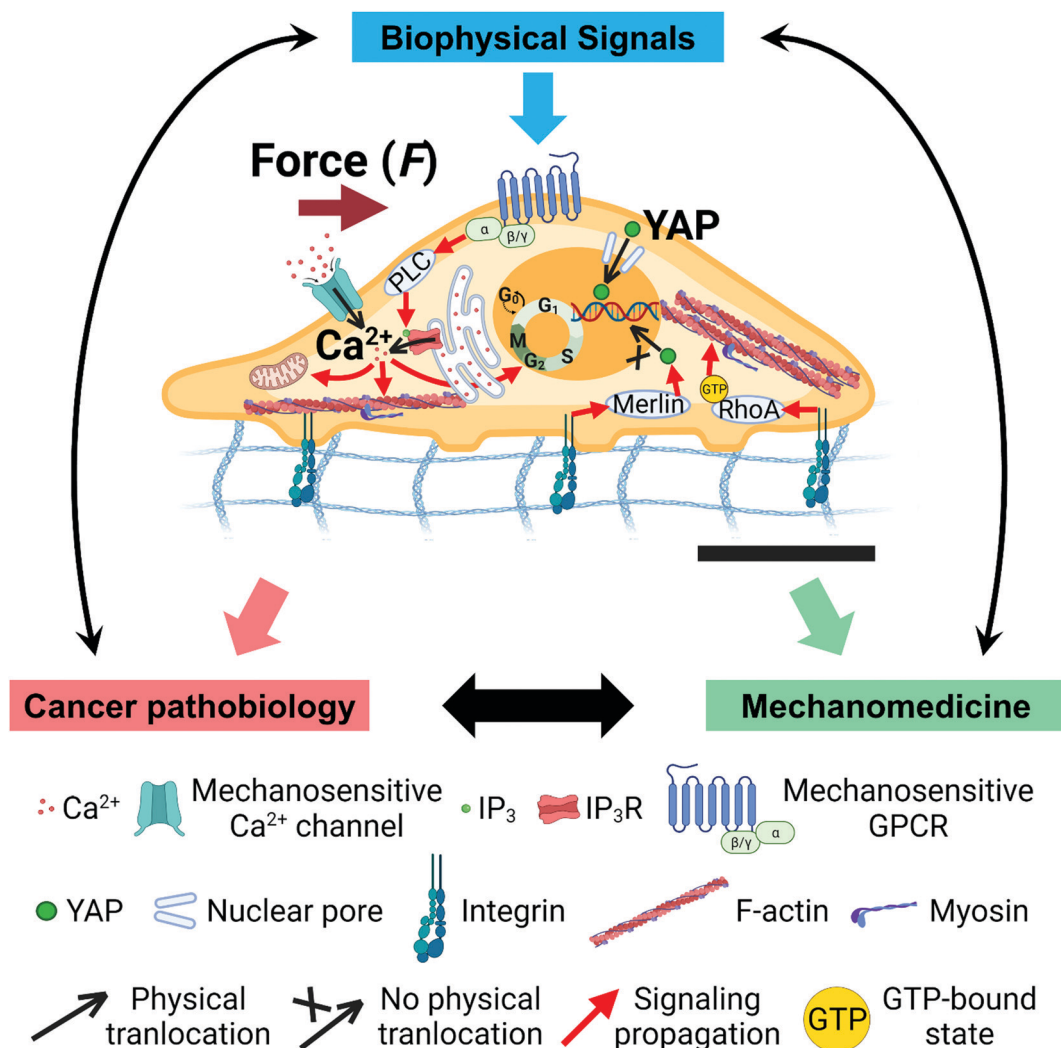 Biophysical Signals
Force (F)
YAP
α
β/γ
PLC
G₀
G₁
Ca²⁺
M
S
G₂
GTP
Merlin
RhoA
Cancer pathobiology
Mechanomedicine
Ca²⁺
Mechanosensitive
Ca²⁺ channel
IP₃
IP₃R
Mechanosensitive
GPCR
β/γ
α
YAP
Nuclear pore
Integrin
F-actin
Myosin
Physical
tranlocation
No physical
tranlocation
Signaling
propagation
GTP
GTP-bound
state